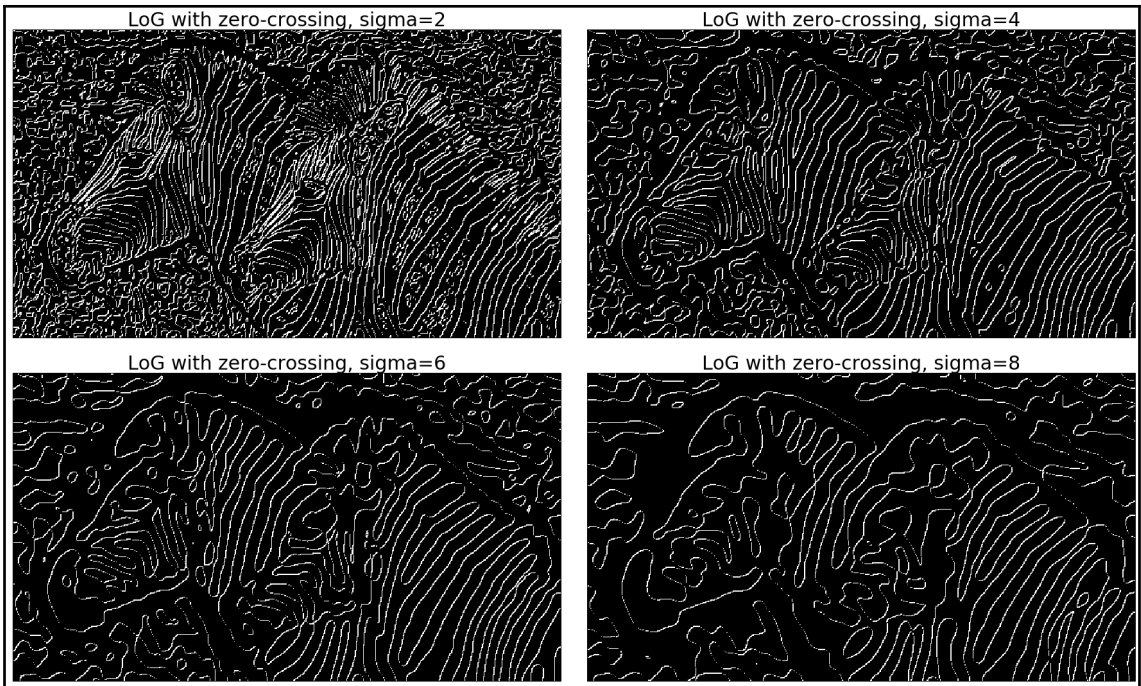 LoG with zero-crossing, sigma=2
LoG with zero-crossing, sigma=4
LoG with zero-crossing, sigma=6
LoG with zero-crossing, sigma=8